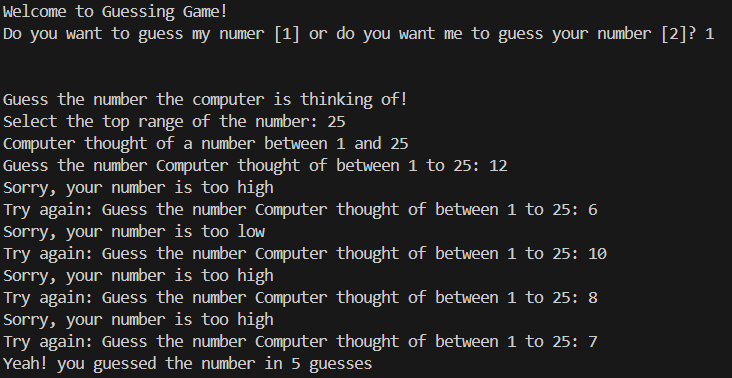 Welcome to Guessing Game!
Do you want to guess my numer [1] or do you want me to guess your number [2]? 1
Guess the number the computer is thinking of!
Select the top range of the number: 25
Computer thought of a number between 1 and 25
Guess the number Computer thought of between 1 to 25: 12
Sorry, your number is too high
Try again: Guess the number Computer thought of between 1 to 25: 6
Sorry, your number is too low
Try again: Guess the number Computer thought of between 1 to 25: 10
Sorry, your number is too high
Try again: Guess the number Computer thought of between 1 to 25: 8
Sorry, your number is too high
Try again: Guess the number Computer thought of between 1 to 25: 7
Yeah! you guessed the number in 5 guesses